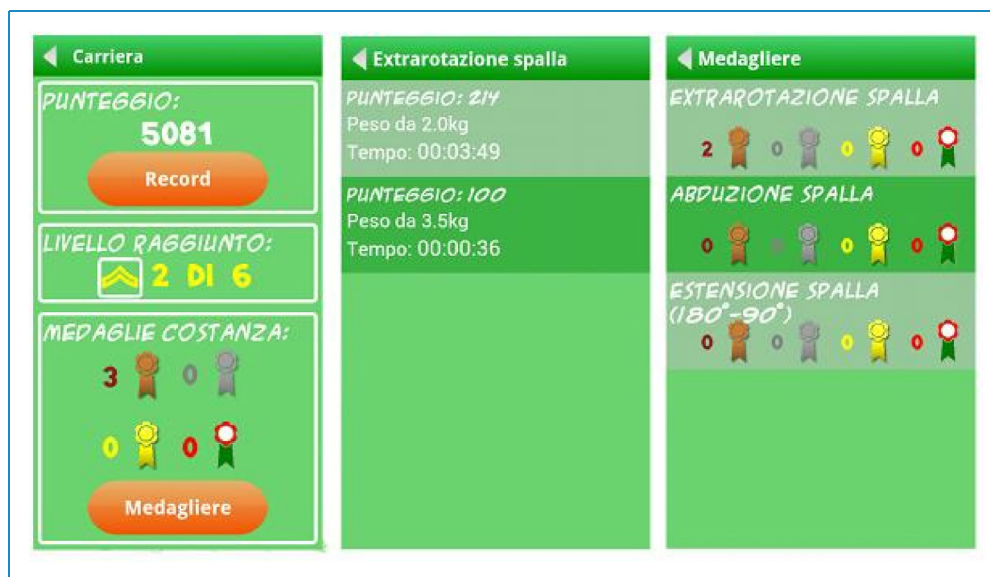 Carriera
PUNTEGGIO:
5081
Record
LIVELLO RAGGIUNTO:
2 DI 6
MEDAGLIE COSTANZA:
3 0
0 0
Medagliere
Extrarotazione spalla
PUNTEGGIO: 214
Peso da 2.0kg
Tempo: 00:03:49
PUNTEGGIO: 100
Peso da 3.5kg
Tempo: 00:00:36
Medagliere
EXTRAROTAZIONE SPALLA
2 0 0 0
ABDUZIONE SPALLA
0 0 0 0
ESTENSIONE SPALLA
(180°-90°)
0 0 0 0